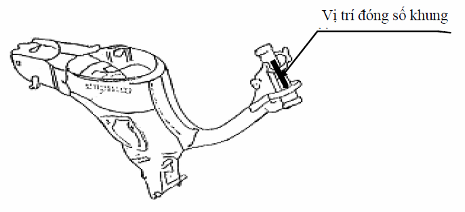 Vị trí đóng số khung